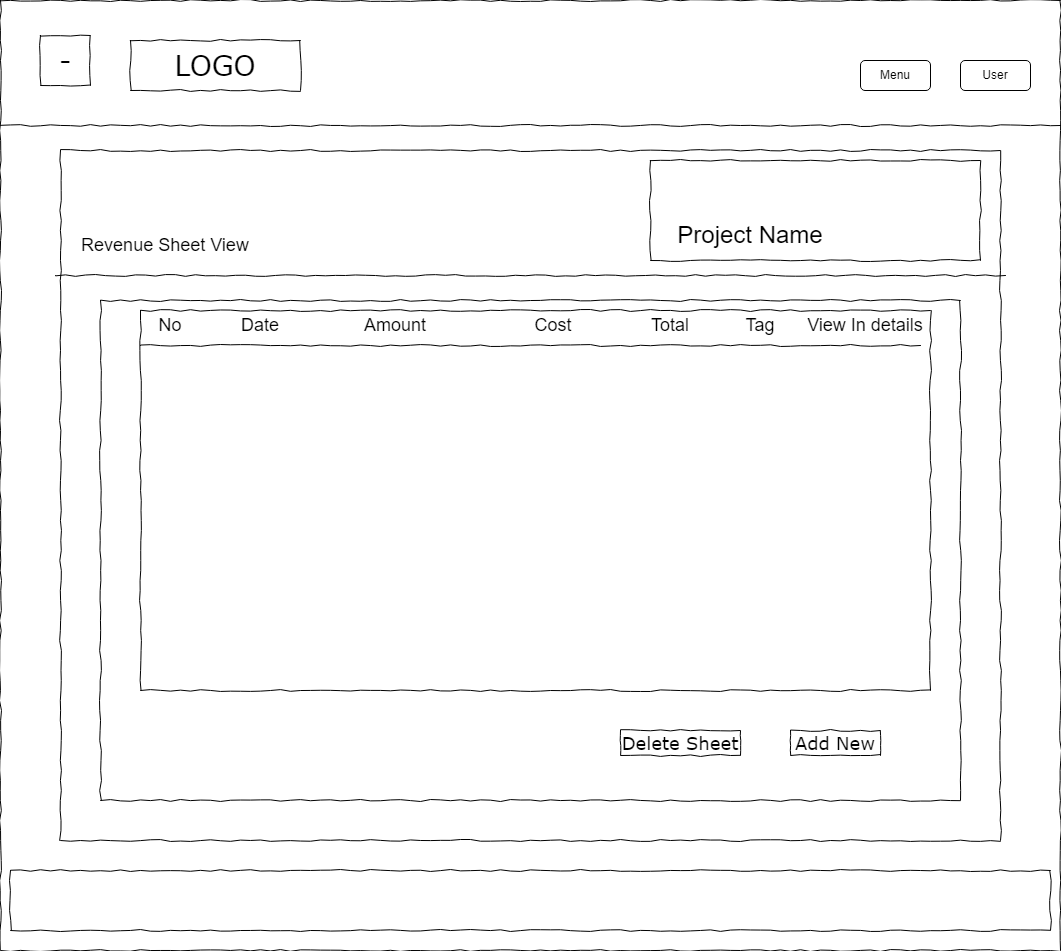 -
LOGO
Menu
User
Project Name
Revenue Sheet View
No Date Amount Cost Total Tag View In details
Delete Sheet
Add New